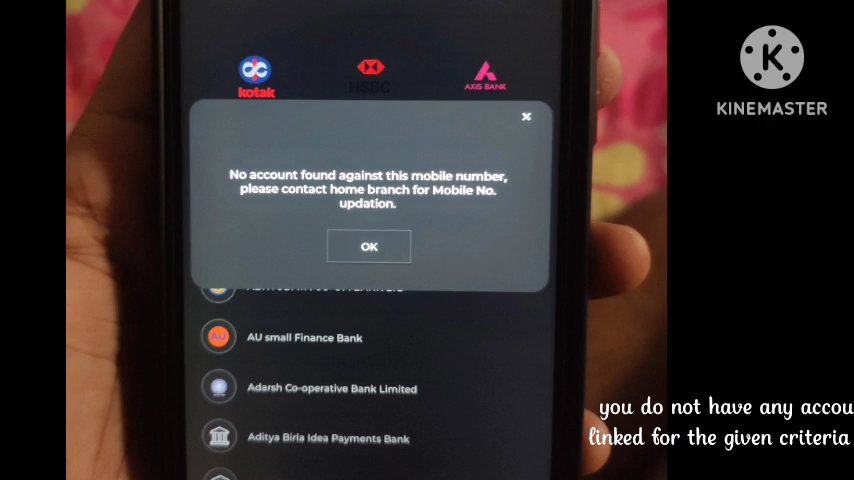 kotak
HSBC
AXIS BANK
KINEMASTER
No account found against this mobile number,
please contact home branch for Mobile No.
updation.
OK
AU
AU small Finance Bank
Adarsh Co-operative Bank Limited
Aditya Birla Idea Payments Bank
you do not have any accou
linked for the given criteria